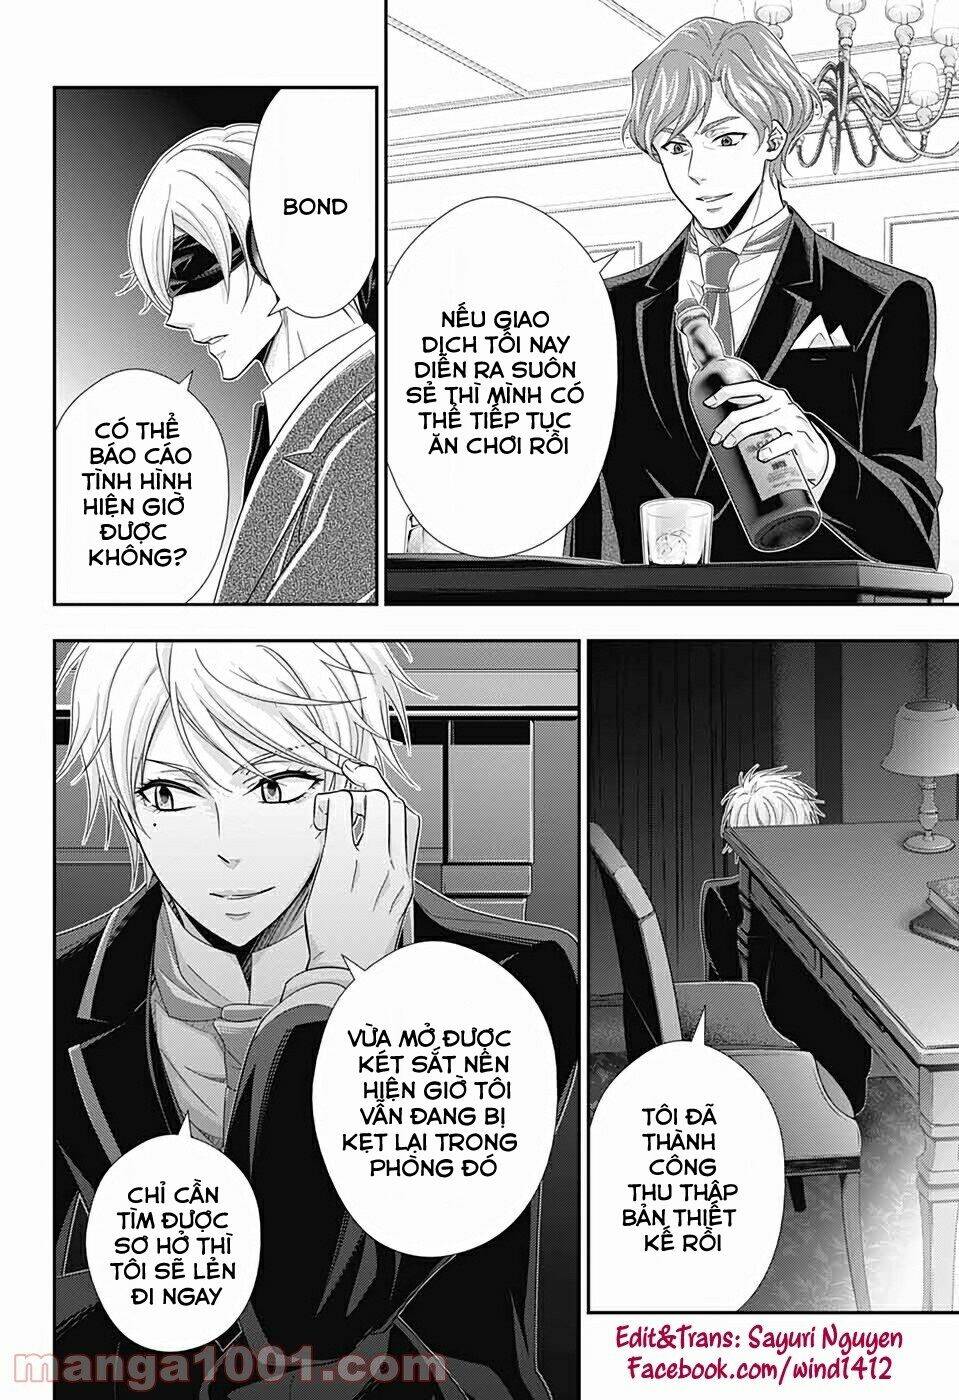 NẾU GIAO
DỊCH TỐI NAY
DIỄN RA SUÔN
SẺ THÌ MÌNH CÓ
THỂ TIẾP TỤC
ĂN CHƠI RỒI
BOND
CÓ THỂ
BÁO CÁO
TÌNH HÌNH
HIỆN GIỜ
ĐƯỢC
KHÔNG?
TÔI ĐÃ
THÀNH
CÔNG
THU THẬP
BẢN THIẾT
KẾ RỒI
VỪA MỞ ĐƯỢC
KÉT SẮT NÊN
HIỆN GIỜ TÔI
VẪN ĐANG BỊ
KẸT LẠI TRONG
PHÒNG ĐÓ
CHỈ CẦN
TÌM ĐƯỢC
SƠ HỞ THÌ
TÔI SẼ LẺN
ĐI NGAY
Edit&Trans: Sayuri Nguyen
Facebook.com/wind1412
manga1001.com